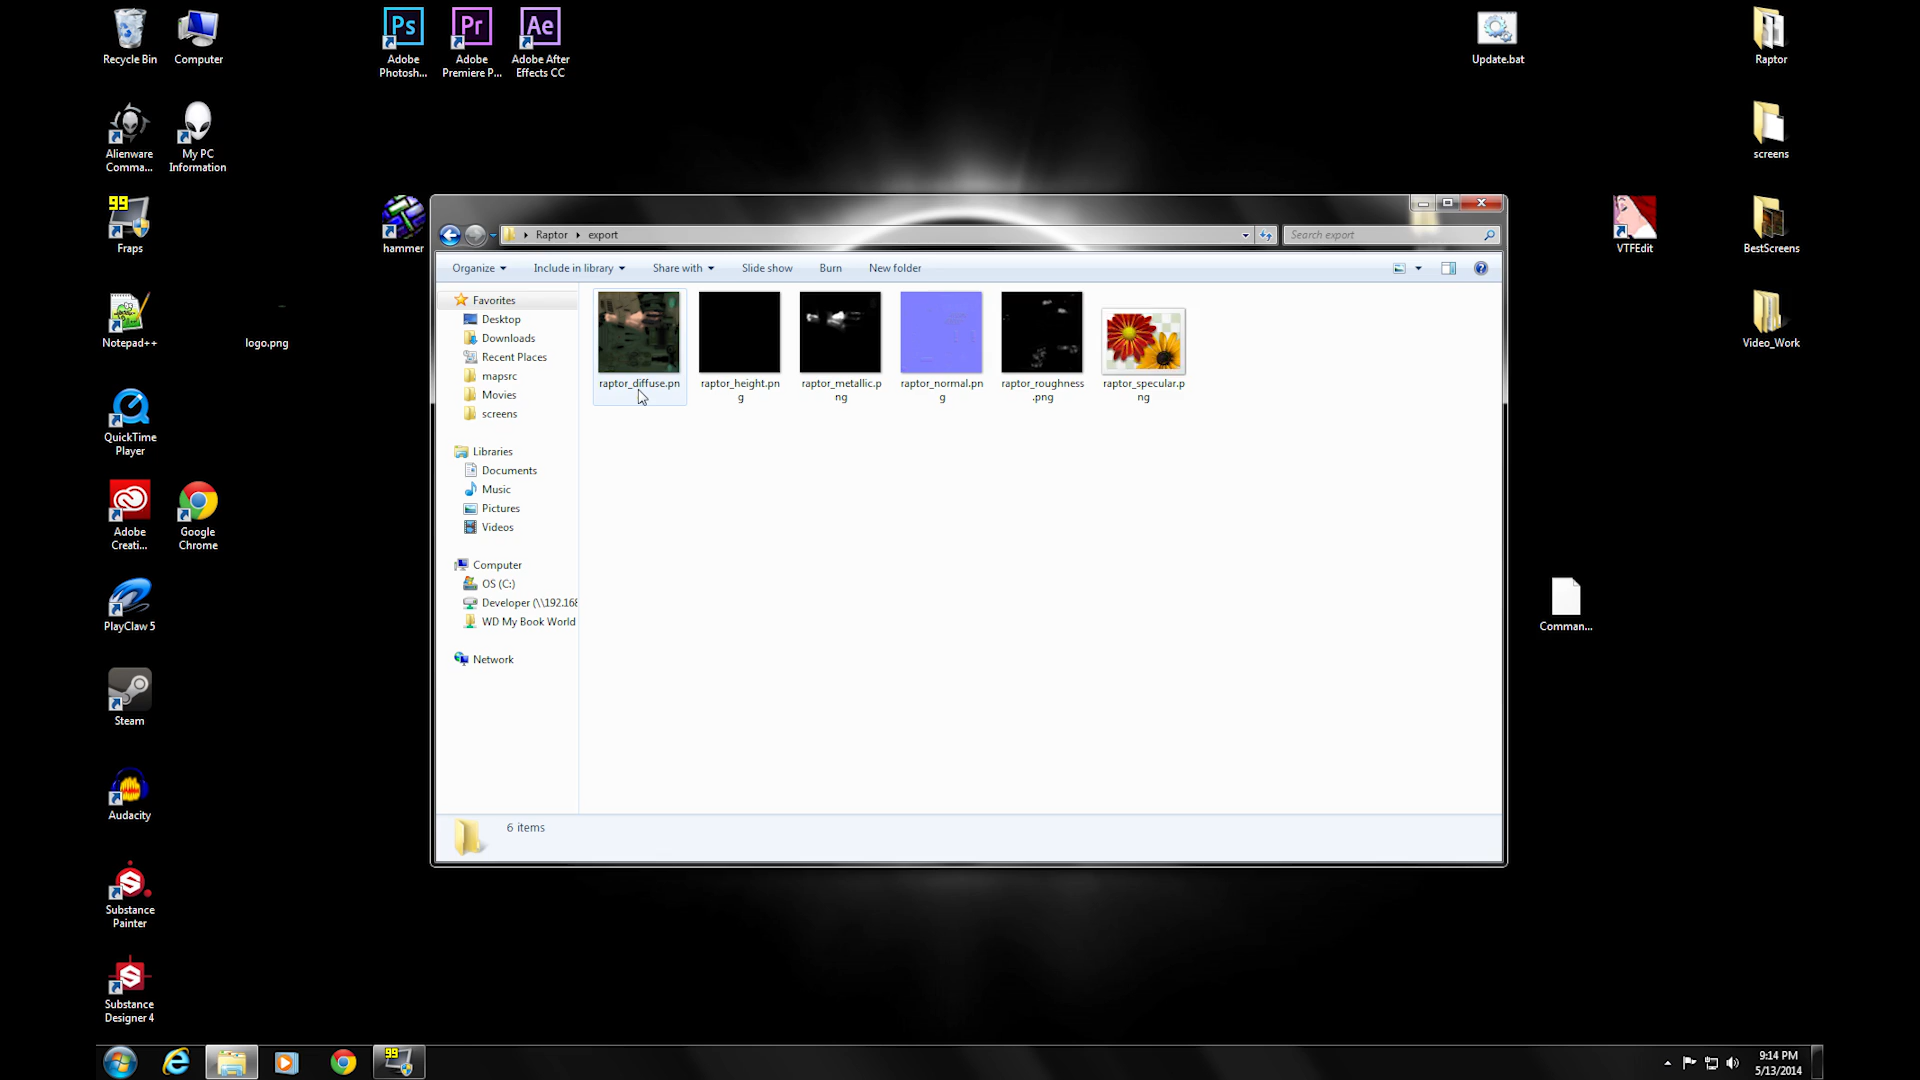 Recycle Bin
Computer
Adobe
Photosh...
Adobe
Premiere P...
Adobe After
Effects CC
Ps
Pr
Ae
Update.bat
Raptor
Alienware
Comma...
My PC
Information
screens
99
Fraps
hammer
VTFEdit
BestScreens
Notepad++
logo.png
Video_Work
QuickTime
Player
Adobe
Creati...
Google
Chrome
PlayClaw 5
Comman...
Steam
Audacity
Substance
Painter
Substance
Designer 4
Raptor
export
Search export
Organize
Include in library
Share with
Slide show
Burn
New folder
Favorites
Desktop
Downloads
Recent Places
mapsrc
Movies
screens
Libraries
Documents
Music
Pictures
Videos
Computer
OS (C:)
Developer (\\192.168
WD My Book World
Network
raptor_diffuse.pn
raptor_height.pn
g
raptor_metallic.p
ng
raptor_normal.pn
g
raptor_roughness
.png
raptor_specular.p
ng
6 items
99
9:14 PM
5/13/2014